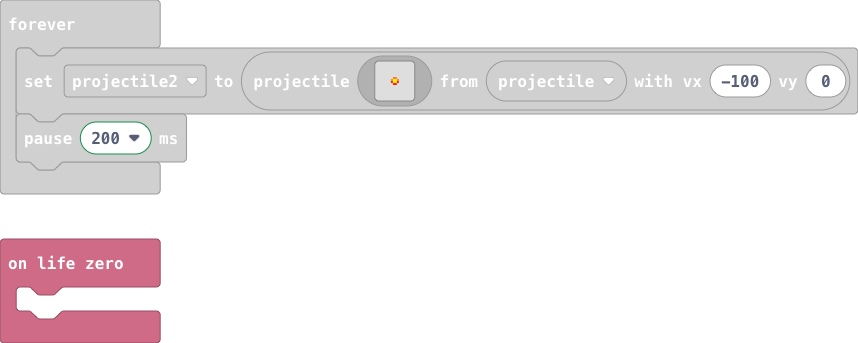 forever
set projectile2 to projectile from projectile with vx -100 vy 0
pause 200 ms
on life zero